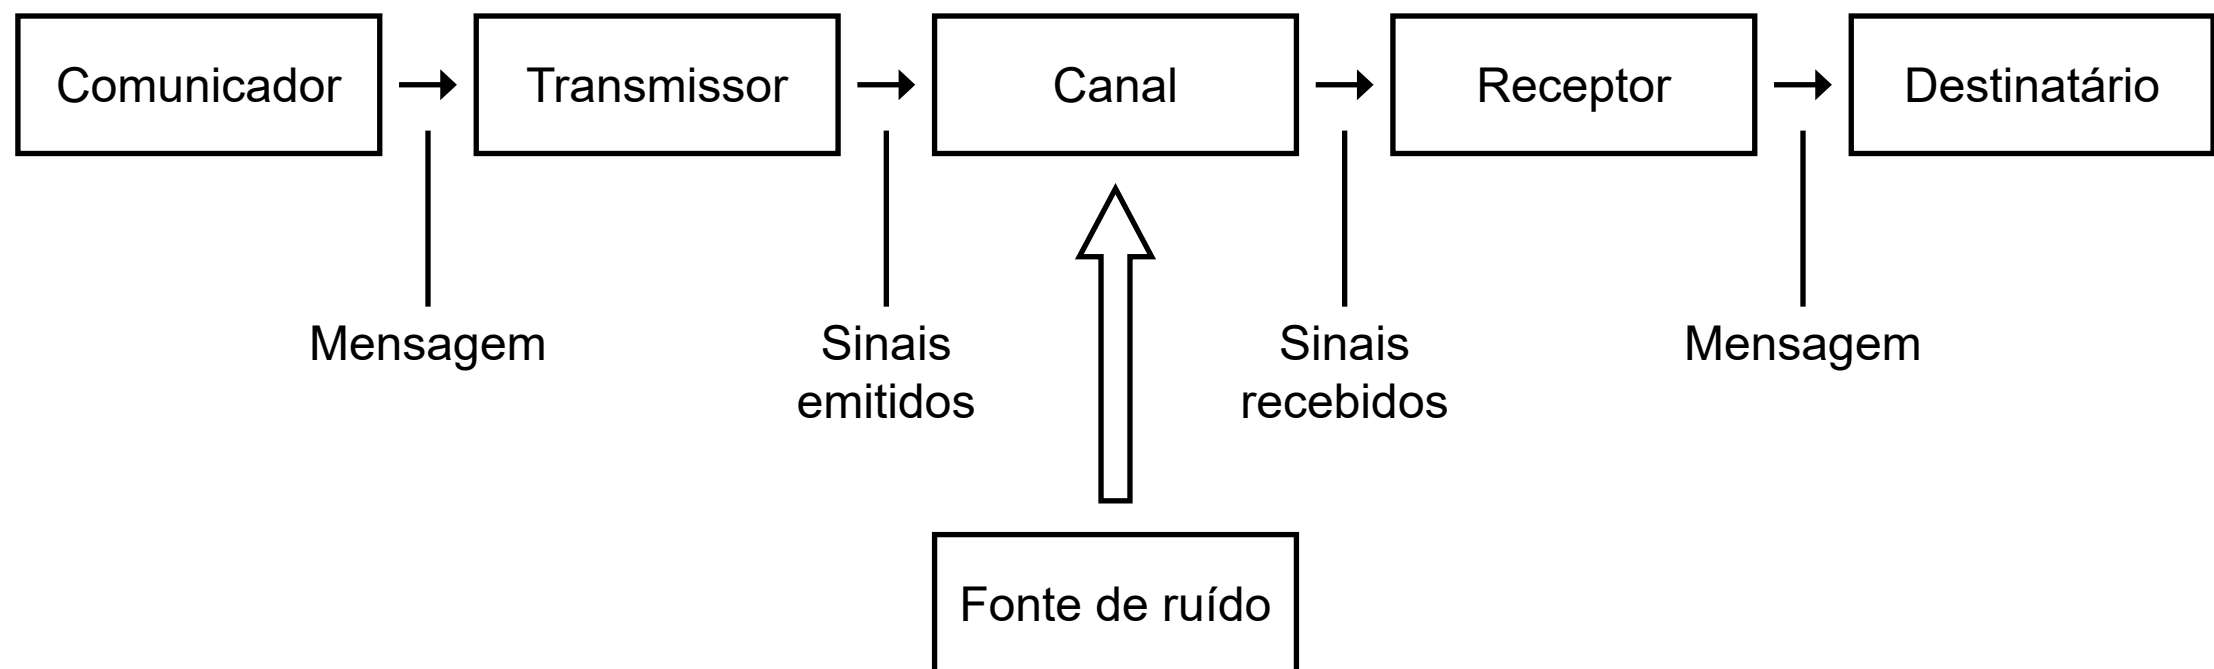 Comunicador
Transmissor
Canal
Receptor
Destinatário
Mensagem
Sinais
emitidos
Sinais
recebidos
Mensagem
Fonte de ruído